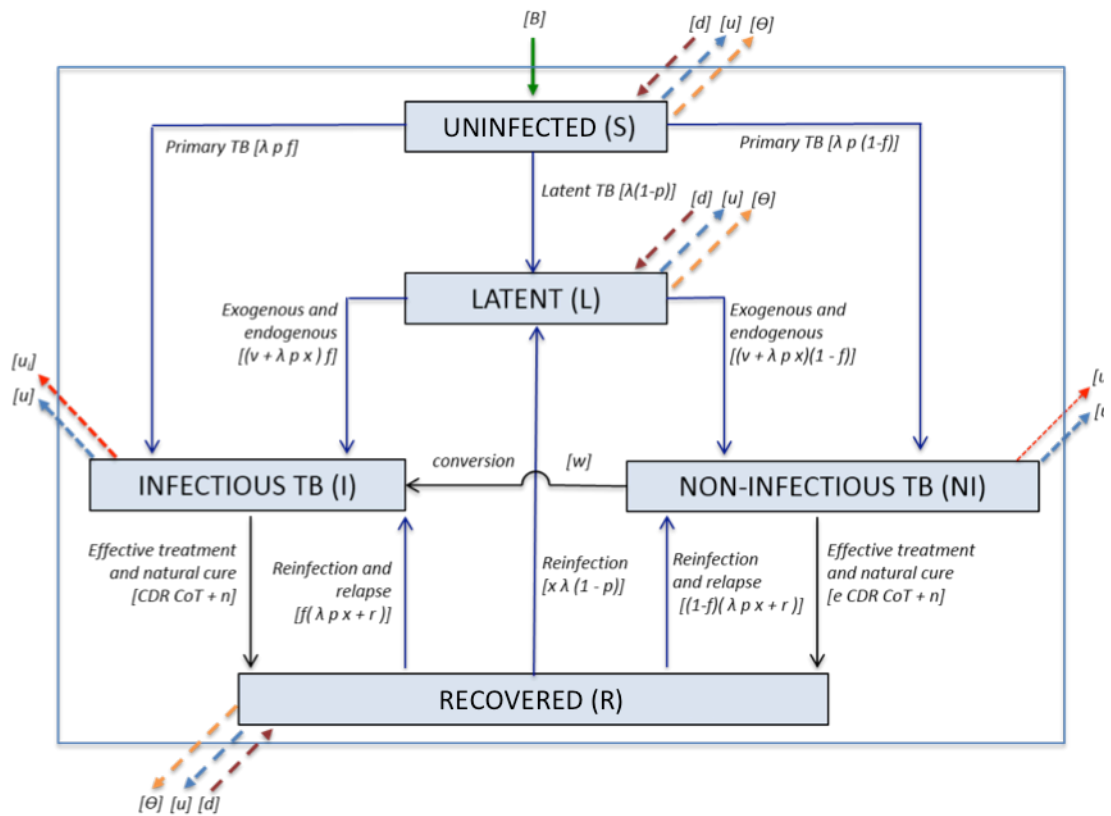 [B]
[d] [u] [Θ]
UNINFECTED (S)
Primary TB [λ p f]
Primary TB [λ p (1-f)]
Latent TB [λ(1-p)]
[d] [u] [Θ]
LATENT (L)
Exogenous and
endogenous
[(v + λ p x ) f]
Exogenous and
endogenous
[(v + λ p x)(1 - f)]
[uᵢ]
[u]
[u
INFECTIOUS TB (I)
conversion [w]
NON-INFECTIOUS TB (NI)
Effective treatment
and natural cure
[CDR CoT + n]
Reinfection and
relapse
[f( λ p x + r )]
Reinfection
[x λ (1 - p)]
Reinfection
and relapse
[(1-f)( λ p x + r )]
Effective treatment
and natural cure
[e CDR CoT + n]
RECOVERED (R)
[Θ] [u] [d]